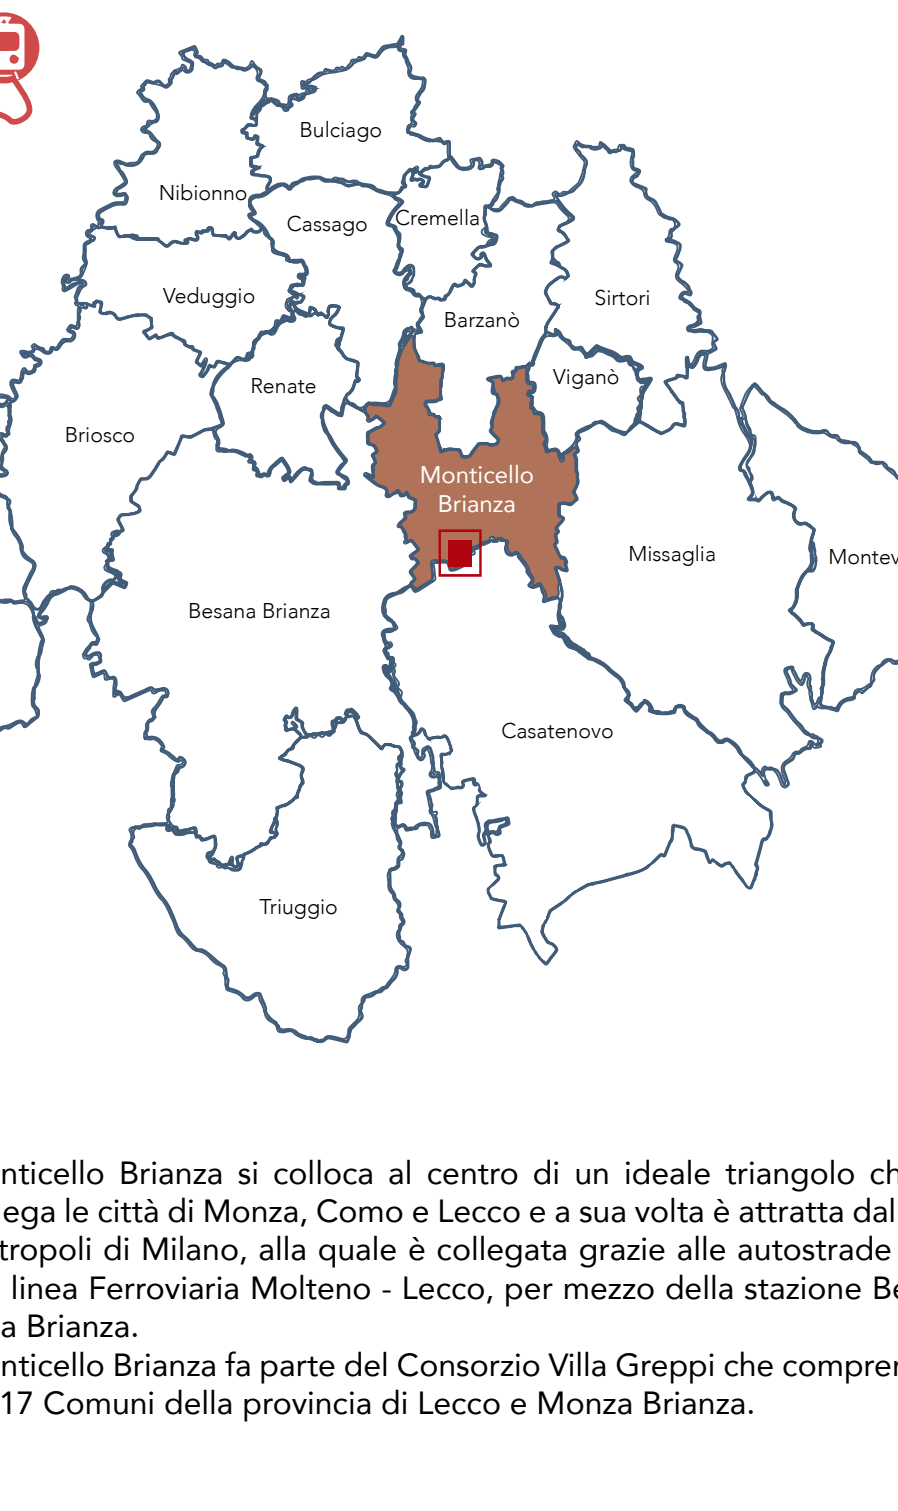 Bulciago
Nibionno
Cassago
Cremella
Veduggio
Sirtori
Barzanò
Viganò
Renate
Briosco
Monticello
Brianza
Missaglia
Montev
Besana Brianza
Casatenovo
Triuggio
nticello Brianza si colloca al centro di un ideale triangolo ch
ega le città di Monza, Como e Lecco e a sua volta è attratta dal
tropoli di Milano, alla quale è collegata grazie alle autostrade
linea Ferroviaria Molteno - Lecco, per mezzo della stazione Be
a Brianza.
nticello Brianza fa parte del Consorzio Villa Greppi che compren
17 Comuni della provincia di Lecco e Monza Brianza.